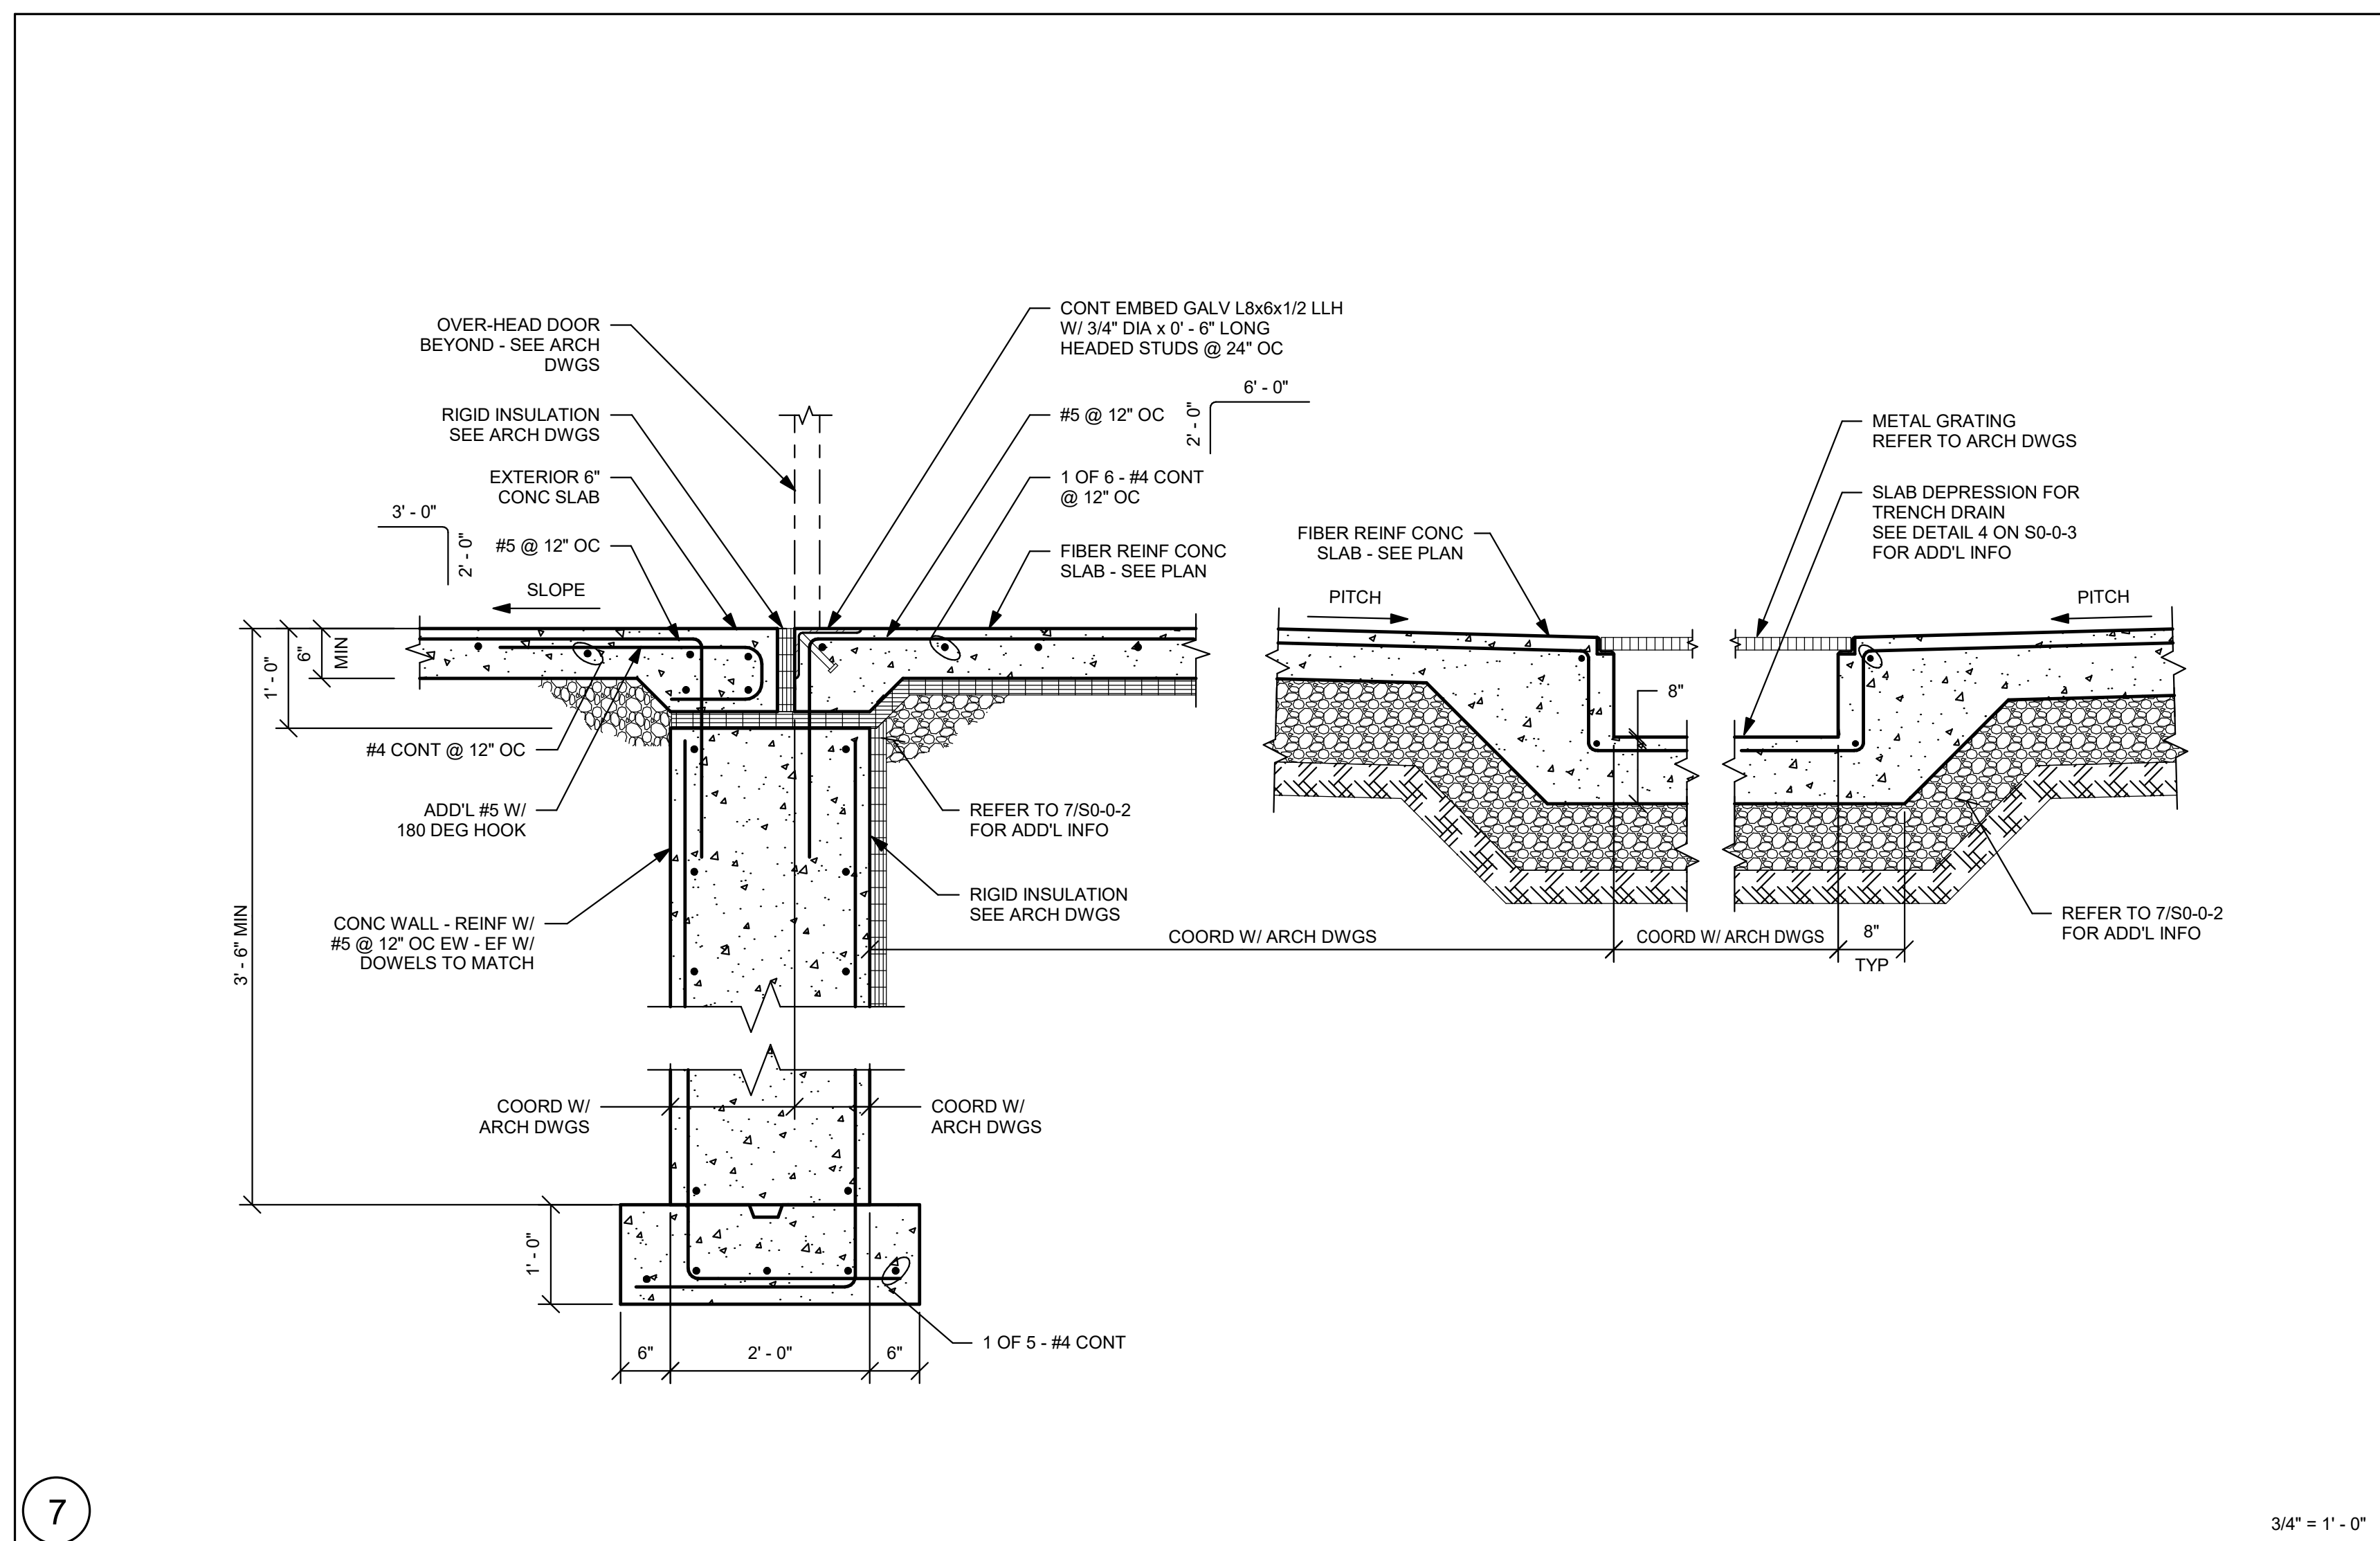 OVER-HEAD DOOR
BEYOND - SEE ARCH
DWGS
RIGID INSULATION
SEE ARCH DWGS
EXTERIOR 6"
CONC SLAB
3' - 0"
2' - 0"
#5 @ 12" OC
SLOPE
CONT EMBED GALV L8x6x1/2 LLH
W/ 3/4" DIA x 0' - 6" LONG
HEADED STUDS @ 24" OC
6' - 0"
2' - 0"
#5 @ 12" OC
1 OF 6 - #4 CONT
@ 12" OC
FIBER REINF CONC
SLAB - SEE PLAN
FIBER REINF CONC
SLAB - SEE PLAN
METAL GRATING
REFER TO ARCH DWGS
SLAB DEPRESSION FOR
TRENCH DRAIN
SEE DETAIL 4 ON S0-0-3
FOR ADD'L INFO
PITCH
PITCH
1' - 0"
6"
MIN
8"
#4 CONT @ 12" OC
ADD'L #5 W/
180 DEG HOOK
REFER TO 7/S0-0-2
FOR ADD'L INFO
RIGID INSULATION
SEE ARCH DWGS
CONC WALL - REINF W/
#5 @ 12" OC EW - EF W/
DOWELS TO MATCH
3' - 6" MIN
COORD W/ ARCH DWGS
COORD W/ ARCH DWGS
8"
TYP
REFER TO 7/S0-0-2
FOR ADD'L INFO
COORD W/
ARCH DWGS
COORD W/
ARCH DWGS
1' - 0"
1 OF 5 - #4 CONT
6"
2' - 0"
6"
7
3/4" = 1' - 0"